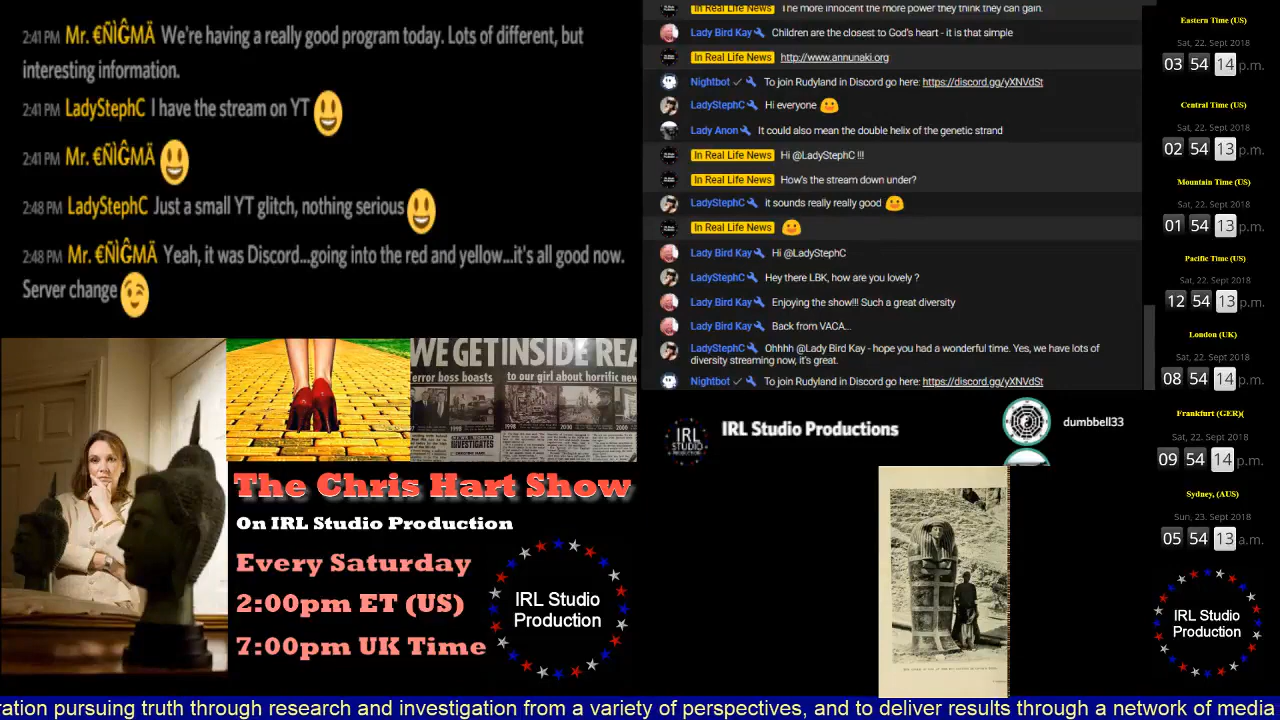 2:41 PM Mr. €ÑÌĜMÄ We're having a really good program today. Lots of different, but
interesting information.
2:41 PM LadyStephC I have the stream on YT
2:41 PM Mr. €ÑÌĜMÄ
2:48 PM LadyStephC Just a small YT glitch, nothing serious
2:48 PM Mr. €ÑÌĜMÄ Yeah, it was Discord...going into the red and yellow...it's all good now.
Server change
In Real Life News The more innocent the more power they think they can gain.
Lady Bird Kay Children are the closest to God's heart - it is that simple
In Real Life News http://www.annunaki.org
Nightbot To join Rudyland in Discord go here: https://discord.gg/yXNVdSt
LadyStephC Hi everyone
Lady Anon It could also mean the double helix of the genetic strand
In Real Life News Hi @LadyStephC !!!
In Real Life News How's the stream down under?
LadyStephC it sounds really really good
In Real Life News
Lady Bird Kay Hi @LadyStephC
LadyStephC Hey there LBK, how are you lovely ?
Lady Bird Kay Enjoying the show!!! Such a great diversity
Lady Bird Kay Back from VACA...
LadyStephC Ohhhh @Lady Bird Kay - hope you had a wonderful time. Yes, we have lots of
diversity streaming now, it's great.
Nightbot To join Rudyland in Discord go here: https://discord.gg/yXNVdSt
Eastern Time (US)
Sat, 22. Sept 2018
03 54 14 p.m.
Central Time (US)
Sat, 22. Sept 2018
02 54 13 p.m.
Mountain Time (US)
Sat, 22. Sept 2018
01 54 13 p.m.
Pacific Time (US)
Sat, 22. Sept 2018
12 54 13 p.m.
London (UK)
Sat, 22. Sept 2018
08 54 14 p.m.
Frankfurt (GER)(
Sat, 22. Sept 2018
09 54 14 p.m.
Sydney, (AUS)
Sun, 23. Sept 2018
05 54 13 a.m.
IRL Studio
Production
WE GET INSIDE REA
error boss boasts
to our girl about horrific new
1998
1998
2000
The Chris Hart Show
On IRL Studio Production
Every Saturday
2:00pm ET (US)
7:00pm UK Time
IRL Studio
Production
IRL
STUDIO
IRL Studio Productions
dumbbell33
ration pursuing truth through research and investigation from a variety of perspectives, and to deliver results through a network of media